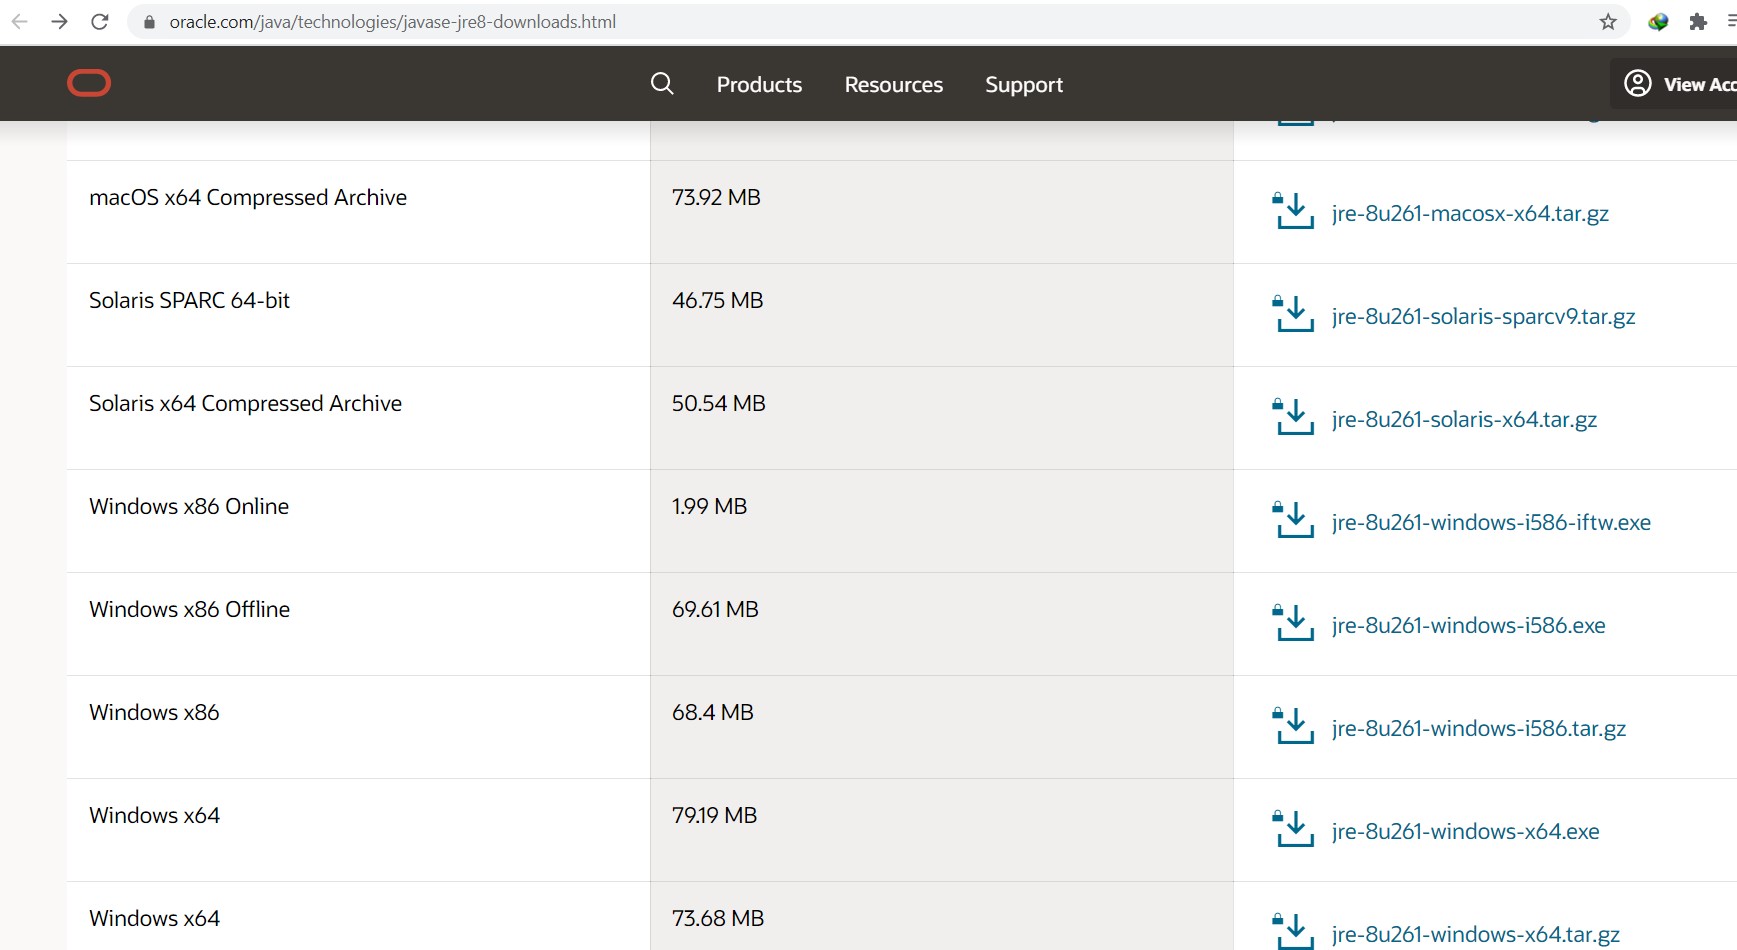 oracle.com/java/technologies/javase-jre8-downloads.html
Products Resources Support View Acc
macOS x64 Compressed Archive 73.92 MB jre-8u261-macosx-x64.tar.gz
Solaris SPARC 64-bit 46.75 MB jre-8u261-solaris-sparcv9.tar.gz
Solaris x64 Compressed Archive 50.54 MB jre-8u261-solaris-x64.tar.gz
Windows x86 Online 1.99 MB jre-8u261-windows-i586-iftw.exe
Windows x86 Offline 69.61 MB jre-8u261-windows-i586.exe
Windows x86 68.4 MB jre-8u261-windows-i586.tar.gz
Windows x64 79.19 MB jre-8u261-windows-x64.exe
Windows x64 73.68 MB jre-8u261-windows-x64.tar.gz